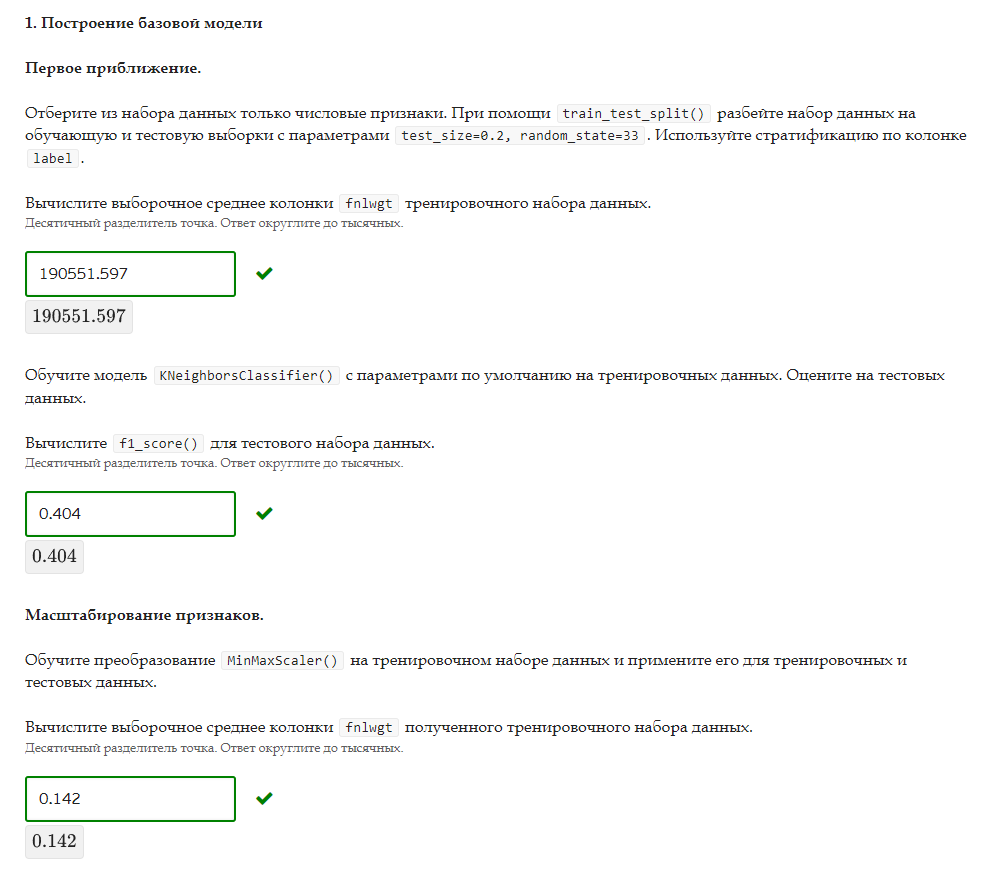 1. Построение базовой модели
Первое приближение.
Отберите из набора данных только числовые признаки. При помощи train_test_split() разбейте набор данных на
обучающую и тестовую выборки с параметрами test_size=0.2, random_state=33 . Используйте стратификацию по колонке
label .
Вычислите выборочное среднее колонки fnlwgt тренировочного набора данных.
Десятичный разделитель точка. Ответ округлите до тысячных.
190551.597
190551.597
Обучите модель KNeighborsClassifier() с параметрами по умолчанию на тренировочных данных. Оцените на тестовых
данных.
Вычислите f1_score() для тестового набора данных.
Десятичный разделитель точка. Ответ округлите до тысячных.
0.404
0.404
Масштабирование признаков.
Обучите преобразование MinMaxScaler() на тренировочном наборе данных и примените его для тренировочных и
тестовых данных.
Вычислите выборочное среднее колонки fnlwgt полученного тренировочного набора данных.
Десятичный разделитель точка. Ответ округлите до тысячных.
0.142
0.142